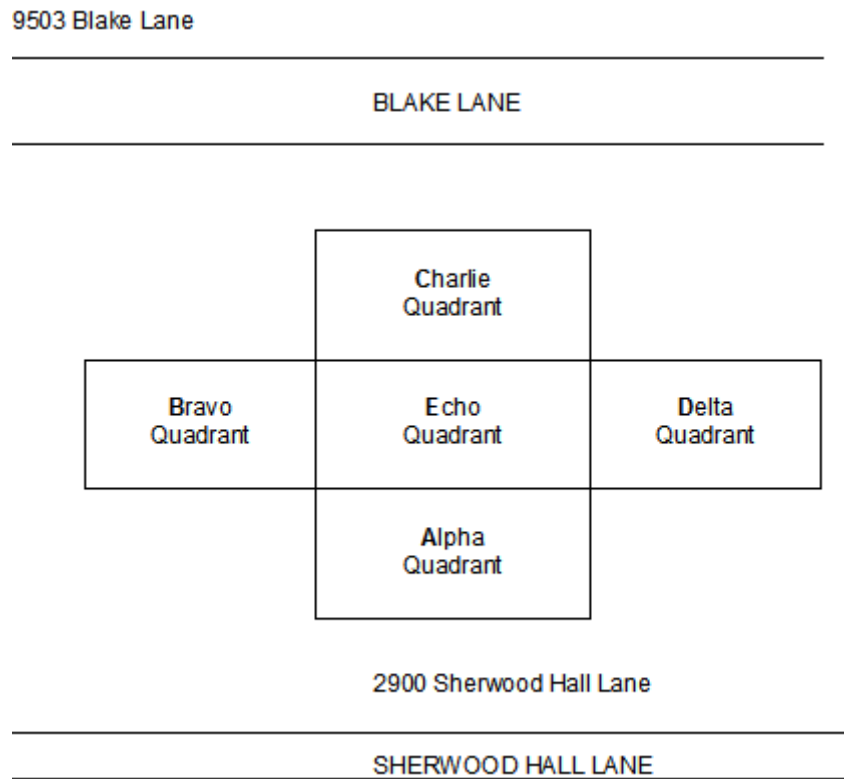 9503 Blake Lane
BLAKE LANE
Charlie
Quadrant
Bravo
Quadrant
Echo
Quadrant
Delta
Quadrant
Alpha
Quadrant
2900 Sherwood Hall Lane
SHERWOOD HALL LANE